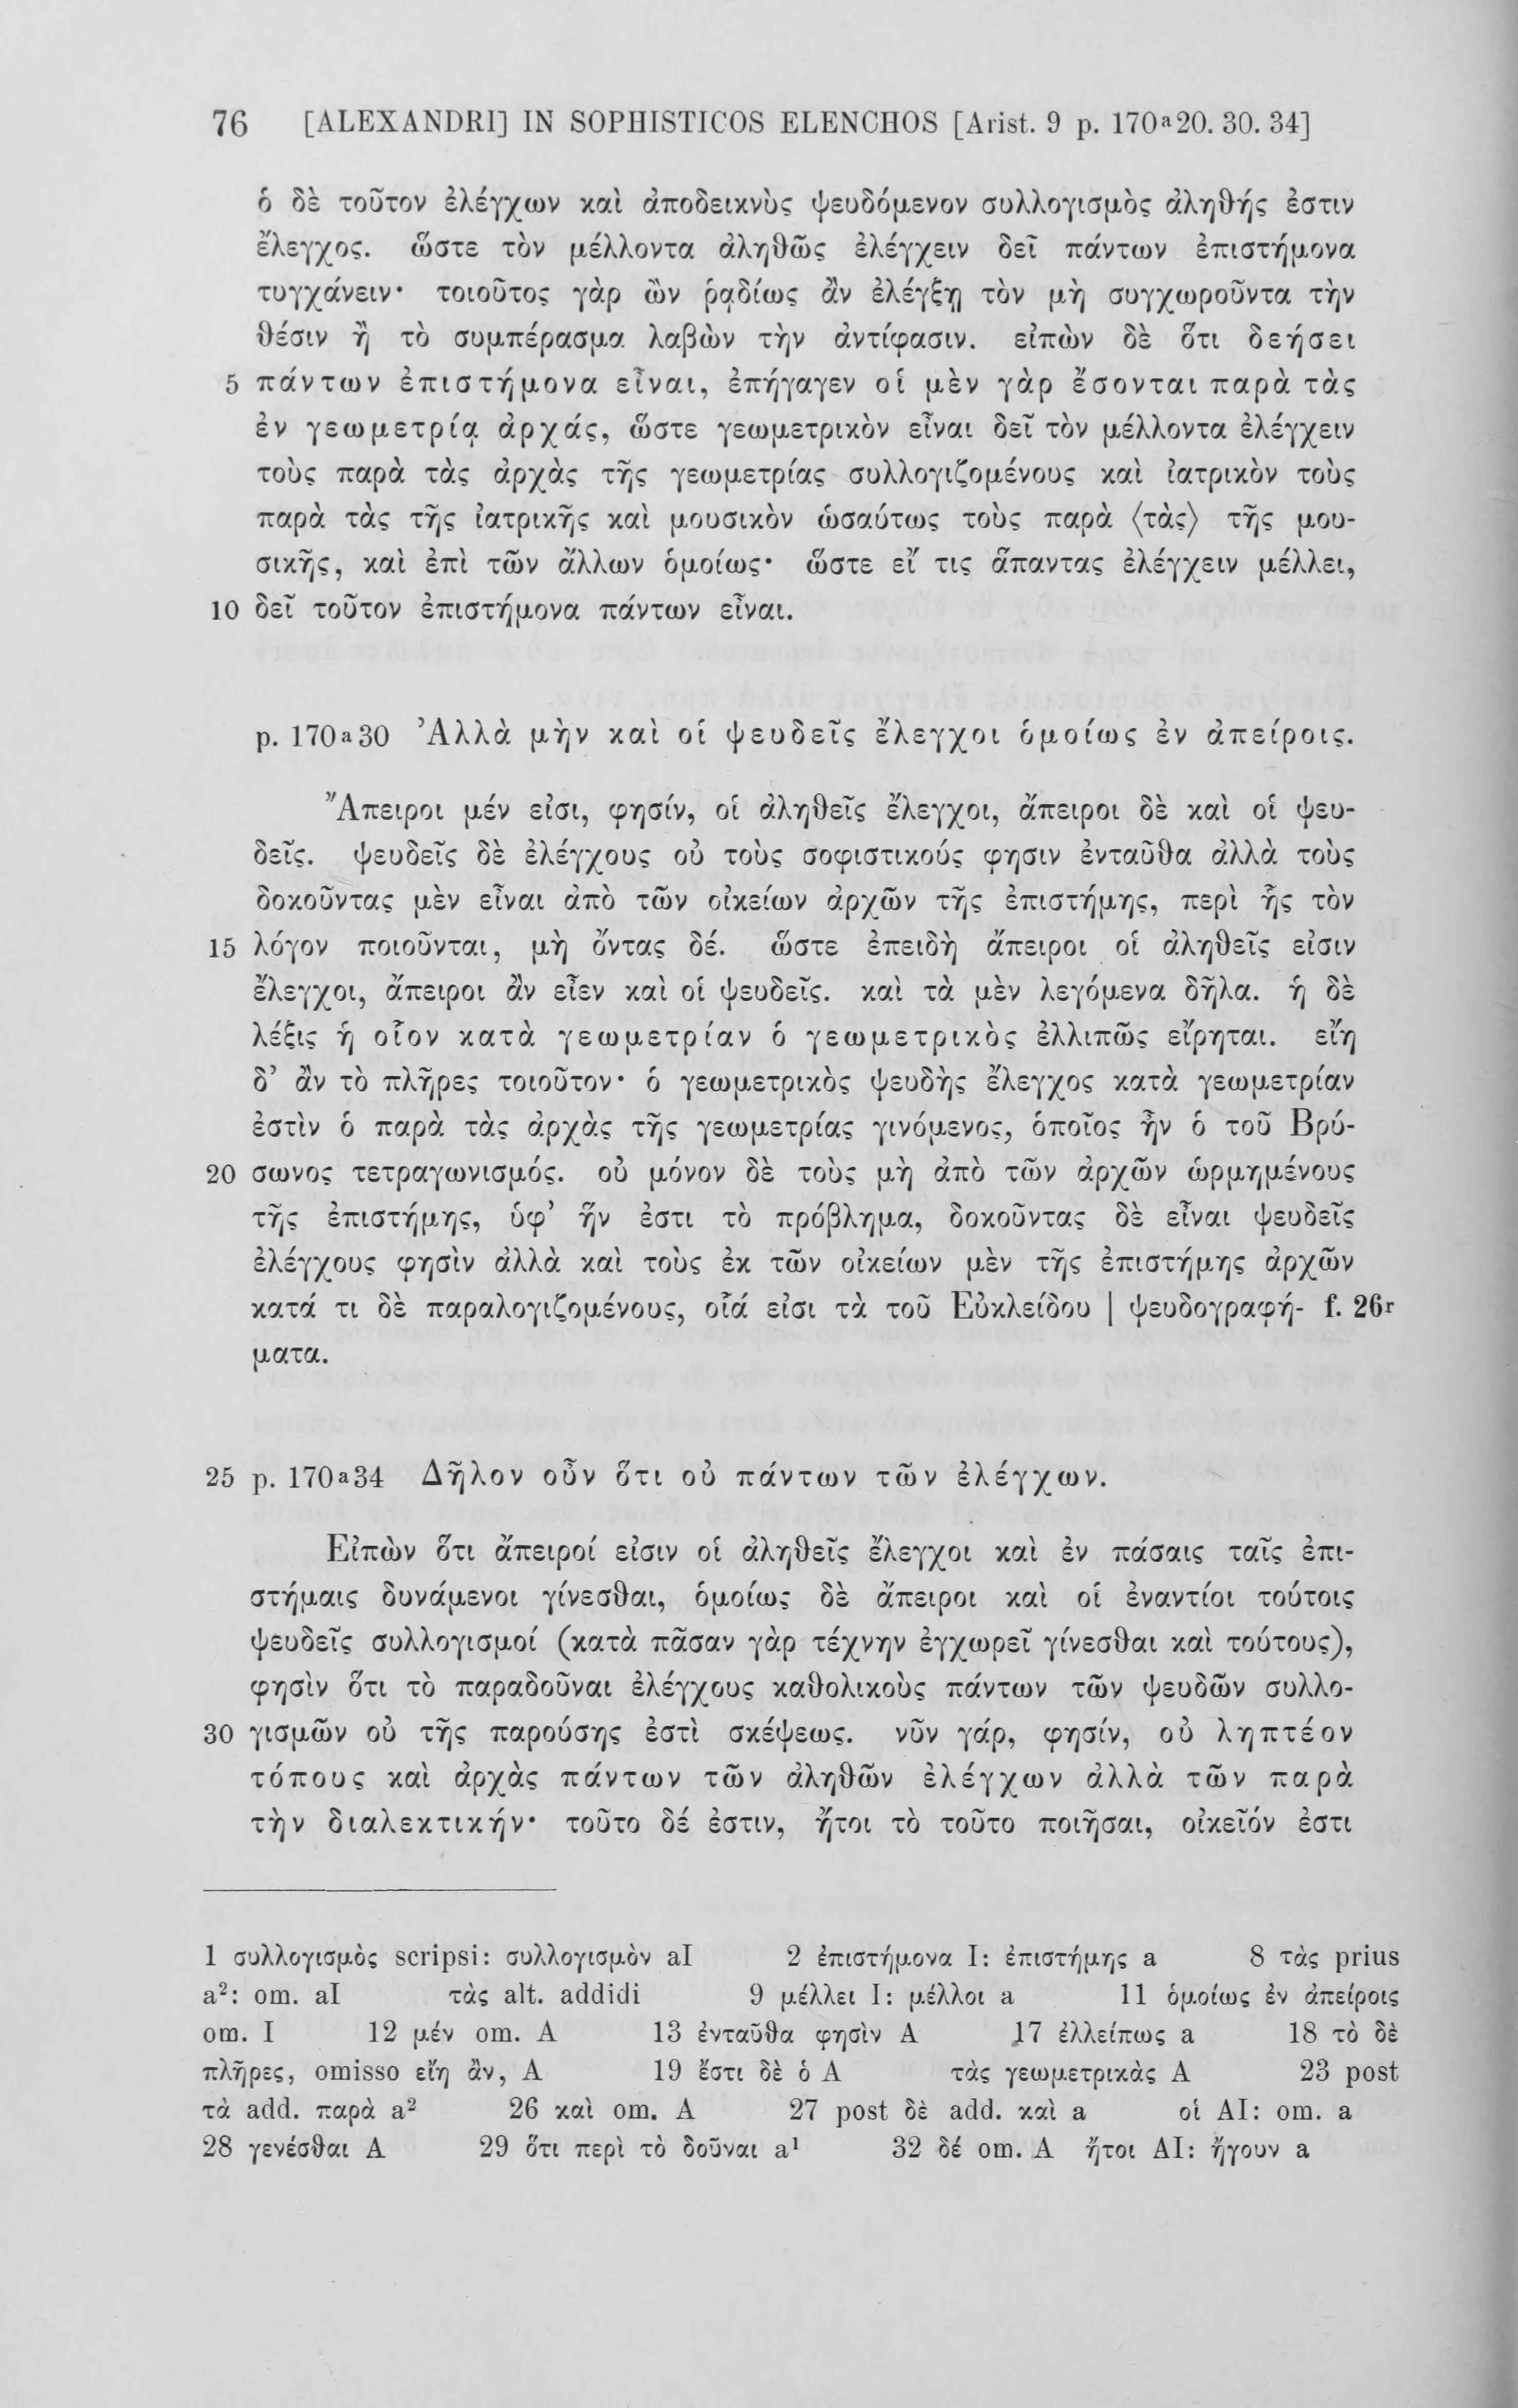 76 [ALEXANDRI] IN SOPHISTICOS ELENCHOS [Arist. 9 p. 170ª20. 30. 34]
ὁ δὲ τοῦτον ἐλέγχων καὶ ἀποδεικνὺς ψευδόμενον συλλογισμὸς ἀληθής ἐστιν
ἔλεγχος. ὥστε τὸν μέλλοντα ἀληθῶς ἐλέγχειν δεῖ πάντων ἐπιστήμονα
τυγχάνειν· τοιοῦτος γὰρ ὢν ῥᾳδίως ἂν ἐλέγξῃ τὸν μὴ συγχωροῦντα τὴν
θέσιν ἢ τὸ συμπέρασμα λαβὼν τὴν ἀντίφασιν. εἰπὼν δὲ ὅτι δεήσει
5 πάντων ἐπιστήμονα εἶναι, ἐπήγαγεν οἱ μὲν γὰρ ἔσονται παρὰ τὰς
ἐν γεωμετρίᾳ ἀρχάς, ὥστε γεωμετρικὸν εἶναι δεῖ τὸν μέλλοντα ἐλέγχειν
τοὺς παρὰ τὰς ἀρχὰς τῆς γεωμετρίας συλλογιζομένους καὶ ἰατρικὸν τοὺς
παρὰ τὰς τῆς ἰατρικῆς καὶ μουσικὸν ὡσαύτως τοὺς παρὰ ⟨τὰς⟩ τῆς μου-
σικῆς, καὶ ἐπὶ τῶν ἄλλων ὁμοίως· ὥστε εἴ τις ἅπαντας ἐλέγχειν μέλλει,
10 δεῖ τοῦτον ἐπιστήμονα πάντων εἶναι.
p. 170ª30 Ἀλλὰ μὴν καὶ οἱ ψευδεῖς ἔλεγχοι ὁμοίως ἐν ἀπείροις.
Ἄπειροι μέν εἰσι, φησίν, οἱ ἀληθεῖς ἔλεγχοι, ἄπειροι δὲ καὶ οἱ ψευ-
δεῖς. ψευδεῖς δὲ ἐλέγχους οὐ τοὺς σοφιστικούς φησιν ἐνταῦθα ἀλλὰ τοὺς
δοκοῦντας μὲν εἶναι ἀπὸ τῶν οἰκείων ἀρχῶν τῆς ἐπιστήμης, περὶ ἧς τὸν
15 λόγον ποιοῦνται, μὴ ὄντας δέ. ὥστε ἐπειδὴ ἄπειροι οἱ ἀληθεῖς εἰσιν
ἔλεγχοι, ἄπειροι ἂν εἶεν καὶ οἱ ψευδεῖς. καὶ τὰ μὲν λεγόμενα δῆλα. ἡ δὲ
λέξις ἡ οἷον κατὰ γεωμετρίαν ὁ γεωμετρικὸς ἐλλιπῶς εἴρηται. εἴη
δ’ ἂν τὸ πλῆρες τοιοῦτον· ὁ γεωμετρικὸς ψευδὴς ἔλεγχος κατὰ γεωμετρίαν
ἐστὶν ὁ παρὰ τὰς ἀρχὰς τῆς γεωμετρίας γινόμενος, ὁποῖος ἦν ὁ τοῦ Βρύ-
20 σωνος τετραγωνισμός. οὐ μόνον δὲ τοὺς μὴ ἀπὸ τῶν ἀρχῶν ὡρμημένους
τῆς ἐπιστήμης, ὑφ’ ἥν ἐστι τὸ πρόβλημα, δοκοῦντας δὲ εἶναι ψευδεῖς
ἐλέγχους φησὶν ἀλλὰ καὶ τοὺς ἐκ τῶν οἰκείων μὲν τῆς ἐπιστήμης ἀρχῶν
κατά τι δὲ παραλογιζομένους, οἷά εἰσι τὰ τοῦ Εὐκλείδου | ψευδογραφή- f. 26ʳ
ματα.
25 p. 170ª34 Δῆλον οὖν ὅτι οὐ πάντων τῶν ἐλέγχων.
Εἰπὼν ὅτι ἄπειροί εἰσιν οἱ ἀληθεῖς ἔλεγχοι καὶ ἐν πάσαις ταῖς ἐπι-
στήμαις δυνάμενοι γίνεσθαι, ὁμοίως δὲ ἄπειροι καὶ οἱ ἐναντίοι τούτοις
ψευδεῖς συλλογισμοί (κατὰ πᾶσαν γὰρ τέχνην ἐγχωρεῖ γίνεσθαι καὶ τούτους),
φησὶν ὅτι τὸ παραδοῦναι ἐλέγχους καθολικοὺς πάντων τῶν ψευδῶν συλλο-
30 γισμῶν οὐ τῆς παρούσης ἐστὶ σκέψεως. νῦν γάρ, φησίν, οὐ ληπτέον
τόπους καὶ ἀρχὰς πάντων τῶν ἀληθῶν ἐλέγχων ἀλλὰ τῶν παρὰ
τὴν διαλεκτικήν· τοῦτο δέ ἐστιν, ἤτοι τὸ τοῦτο ποιῆσαι, οἰκεῖόν ἐστι
1 συλλογισμὸς scripsi: συλλογισμὸν aI 2 ἐπιστήμονα I: ἐπιστήμης a 8 τὰς prius
a²: om. aI τὰς alt. addidi 9 μέλλει I: μέλλοι a 11 ὁμοίως ἐν ἀπείροις
om. I 12 μέν om. A 13 ἐνταῦθα φησὶν A 17 ἐλλείπως a 18 τὸ δὲ
πλῆρες, omisso εἴη ἂν, A 19 ἔστι δὲ ὁ A τὰς γεωμετρικὰς A 23 post
τὰ add. παρὰ a² 26 καὶ om. A 27 post δὲ add. καὶ a οἱ AI: om. a
28 γενέσθαι A 29 ὅτι περὶ τὸ δοῦναι a¹ 32 δέ om. A ἤτοι AI: ἤγουν a